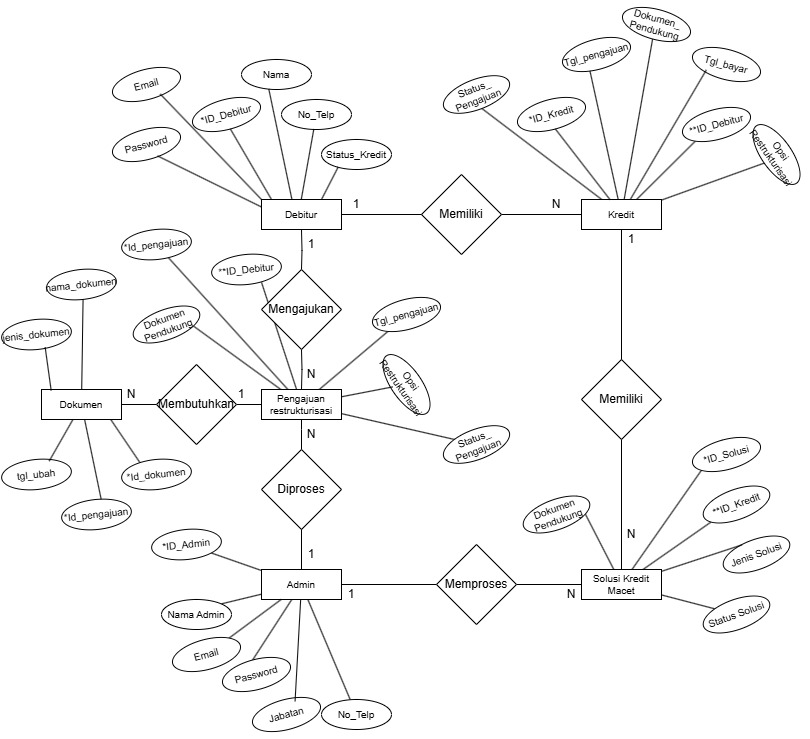 Dokumen_
Pendukung
Tgl_pengajuan
Tgl_bayar
Status_
Pengajuan
*ID_Kredit
**ID_Debitur
Opsi
Restrukturisasi
Email
Nama
*ID_Debitur
No_Telp
Password
Status_Kredit
Debitur
1
Memiliki
N
Kredit
1
1
*Id_pengajuan
**ID_Debitur
nama_dokumen
Mengajukan
jenis_dokumen
Dokumen
Pendukung
Tgl_pengajuan
N
Opsi
Restrukturisasi
Dokumen
N
Membutuhkan
1
Pengajuan
restrukturisasi
Memiliki
N
Status_
Pengajuan
tgl_ubah
*Id_dokumen
*Id_pengajuan
Diproses
*ID_Solusi
**ID_Kredit
Dokumen
Pendukung
N
*ID_Admin
1
Jenis Solusi
Admin
1
Memproses
N
Solusi Kredit
Macet
Nama Admin
Status Solusi
Email
Password
Jabatan
No_Telp